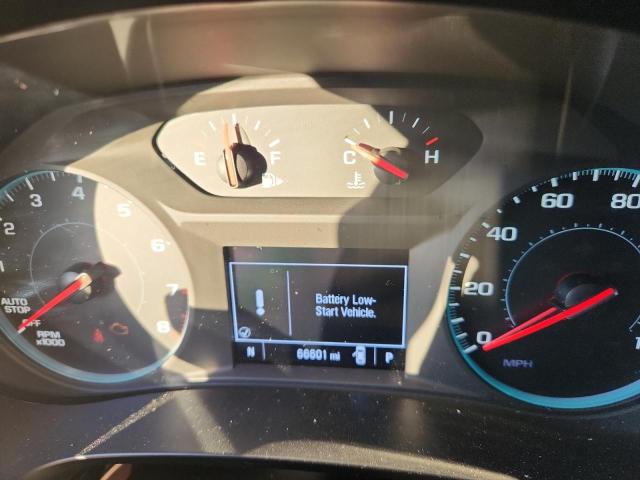 E F
C H
2 3 4 5 6 7 8
1
AUTO
STOP
OFF
RPM
x1000
Battery Low-
Start Vehicle.
N 66601 mi P
0 20 40 60 80
MPH